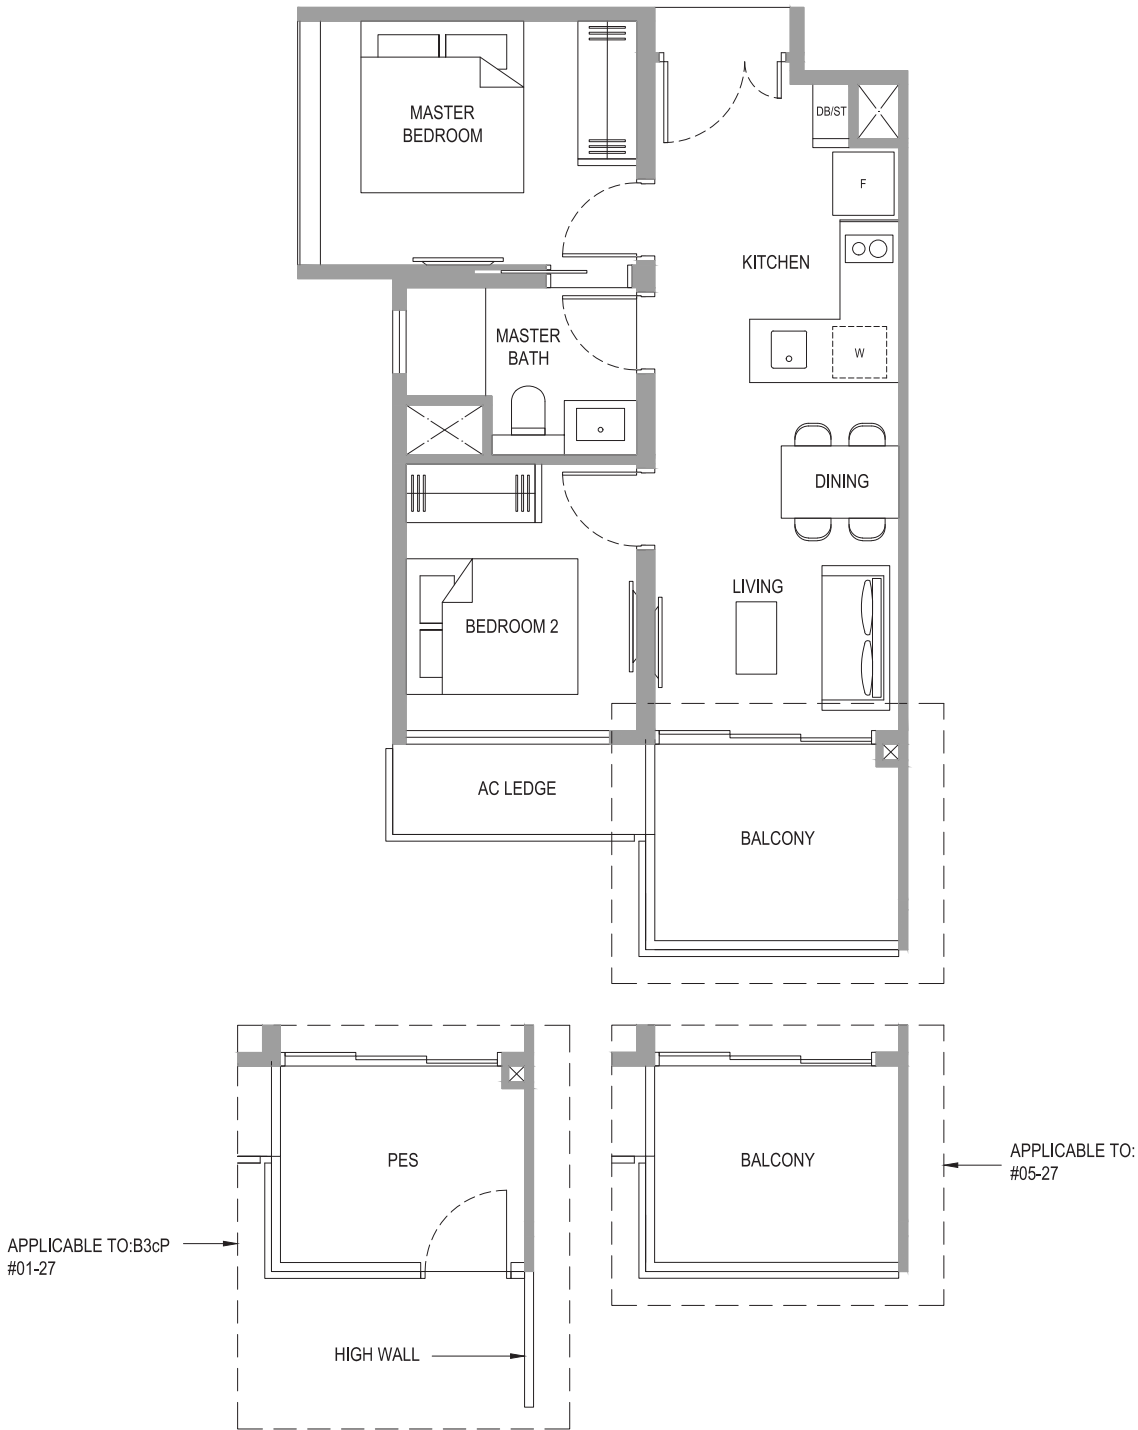 MASTER
BEDROOM
DB/ST
F
KITCHEN
MASTER
BATH
W
DINING
LIVING
BEDROOM 2
AC LEDGE
BALCONY
PES
BALCONY
APPLICABLE TO:
#05-27
APPLICABLE TO:B3cP
#01-27
HIGH WALL